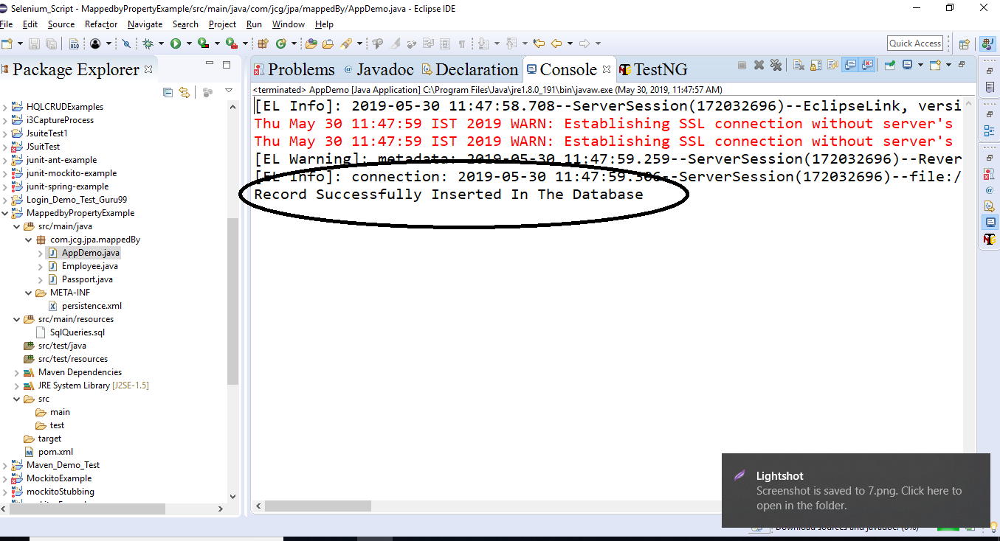 Selenium_Script - MappedbyPropertyExample/src/main/java/com/jcg/jpa/mappedBy/AppDemo.java - Eclipse IDE
File Edit Source Refactor Navigate Search Project Run Window Help
Quick Access
Package Explorer
HQLCRUDExamples
i3CaptureProcess
JsuiteTest1
JSuitTest
junit-ant-example
junit-mockito-example
junit-spring-example
Login_Demo_Test_Guru99
MappedbyPropertyExample
src/main/java
com.jcg.jpa.mappedBy
AppDemo.java
Employee.java
Passport.java
META-INF
persistence.xml
src/main/resources
SqlQueries.sql
src/test/java
src/test/resources
Maven Dependencies
JRE System Library [J2SE-1.5]
src
main
test
target
pom.xml
Maven_Demo_Test
MockitoExample
mockitoStubbing
Problems @ Javadoc Declaration Console TestNG
<terminated> AppDemo [Java Application] C:\Program Files\Java\jre1.8.0_191\bin\javaw.exe (May 30, 2019, 11:47:57 AM)
[EL Info]: 2019-05-30 11:47:58.708--ServerSession(172032696)--EclipseLink, versi
Thu May 30 11:47:59 IST 2019 WARN: Establishing SSL connection without server's
Thu May 30 11:47:59 IST 2019 WARN: Establishing SSL connection without server's
[EL Warning]: metadata: 2019-05-30 11:47:59.259--ServerSession(172032696)--Rever
[EL Info]: connection: 2019-05-30 11:47:59.506--ServerSession(172032696)--file:/
Record Successfully Inserted In The Database
Lightshot
Screenshot is saved to 7.png. Click here to
open in the folder.
Download sources and javadoc: (0%)